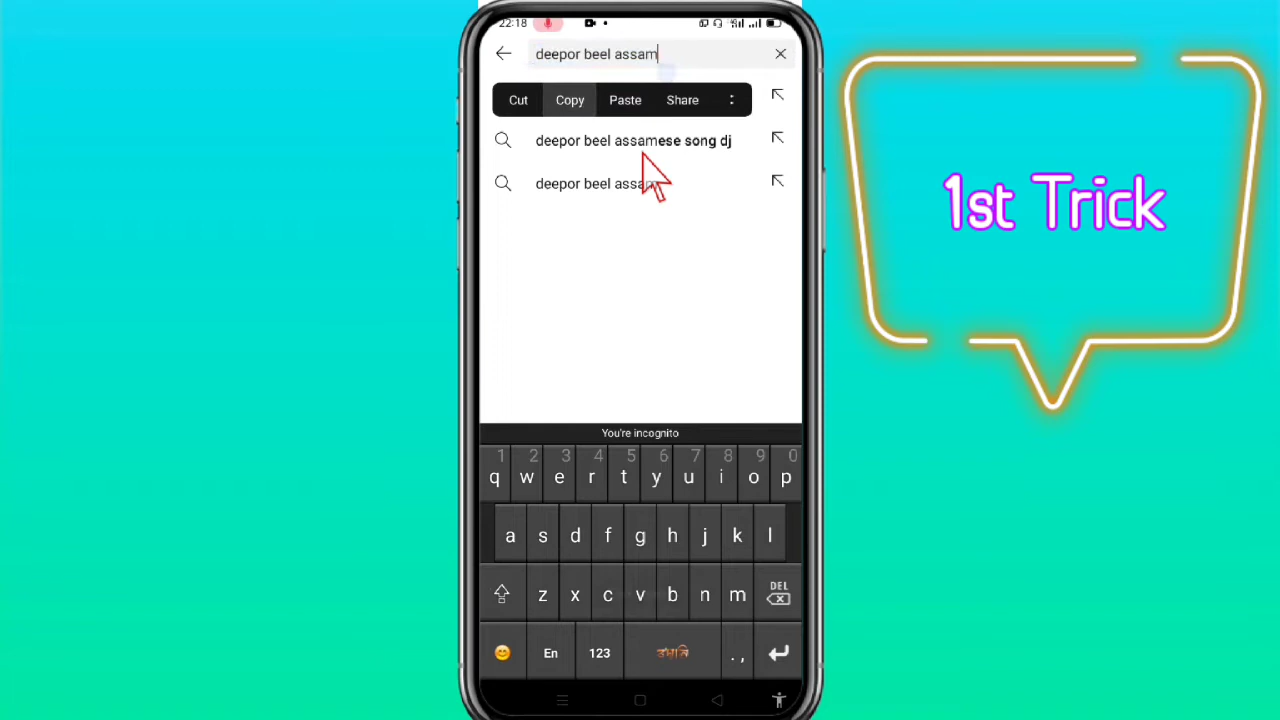 22:18
deepor beel assam
Cut Copy Paste Share
deepor beel assamese song dj
deepor beel assam
1st Trick
You're incognito
1 2 3 4 5 6 7 8 9 0
q w e r t y u i o p
a s d f g h j k l
DEL
z x c v b n m
En 123 . ,